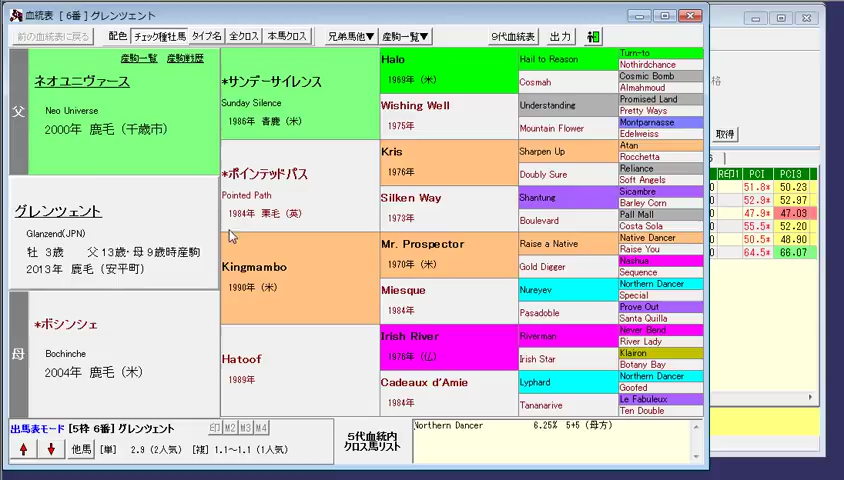 血統表 [ 6番 ] グレンツェント
前の血統表に戻る 配色 チェック種牡馬 タイプ名 全クロス 本馬クロス 兄弟馬他▼ 産駒一覧▼ 9代血統表 出力
父
産駒一覧 産駒戦歴
ネオユニヴァース
Neo Universe
2000年 鹿毛 (千歳市)
グレンツェント
Glanzend(JPN)
牡 3歳 父13歳・母9歳時産駒
2013年 鹿毛 (安平町)
母
*ボシンシェ
Bochinche
2004年 鹿毛 (米)
*サンデーサイレンス
Sunday Silence
1986年 青鹿 (米)
*ポインテッドパス
Pointed Path
1984年 栗毛 (英)
Kingmambo
1990年 (米)
Hatoof
1989年
Halo
1969年 (米)
Wishing Well
1975年
Kris
1976年
Silken Way
1973年
Mr. Prospector
1970年 (米)
Miesque
1984年
Irish River
1976年 (仏)
Cadeaux d'Amie
1984年
Hail to Reason
Cosmah
Understanding
Mountain Flower
Sharpen Up
Doubly Sure
Shantung
Boulevard
Raise a Native
Gold Digger
Nureyev
Pasadoble
Riverman
Irish Star
Lyphard
Tananarive
Turn-to
Nothirdchance
Cosmic Bomb
Almahmoud
Promised Land
Pretty Ways
Montparnasse
Edelweiss
Atan
Rocchetta
Reliance
Soft Angels
Sicambre
Barley Corn
Pall Mall
Costa Sola
Native Dancer
Raise You
Nashua
Sequence
Northern Dancer
Special
Prove Out
Santa Quilla
Never Bend
River Lady
Klairon
Botany Bay
Northern Dancer
Goofed
Le Fabuleux
Ten Double
出馬表モード [5枠 6番] グレンツェント
印 M2 M3 M4
他馬 [単] 2.9 (2人気) [複] 1.1～1.1 (1人気)
5代血統内
クロス馬リスト
Northern Dancer 6.25% 5+5 (母方)
格
取得
RE印1 PCI PCI3
51.8* 50.23
52.9* 52.97
47.9* 47.03
55.5* 52.20
50.5* 48.90
64.5* 66.07